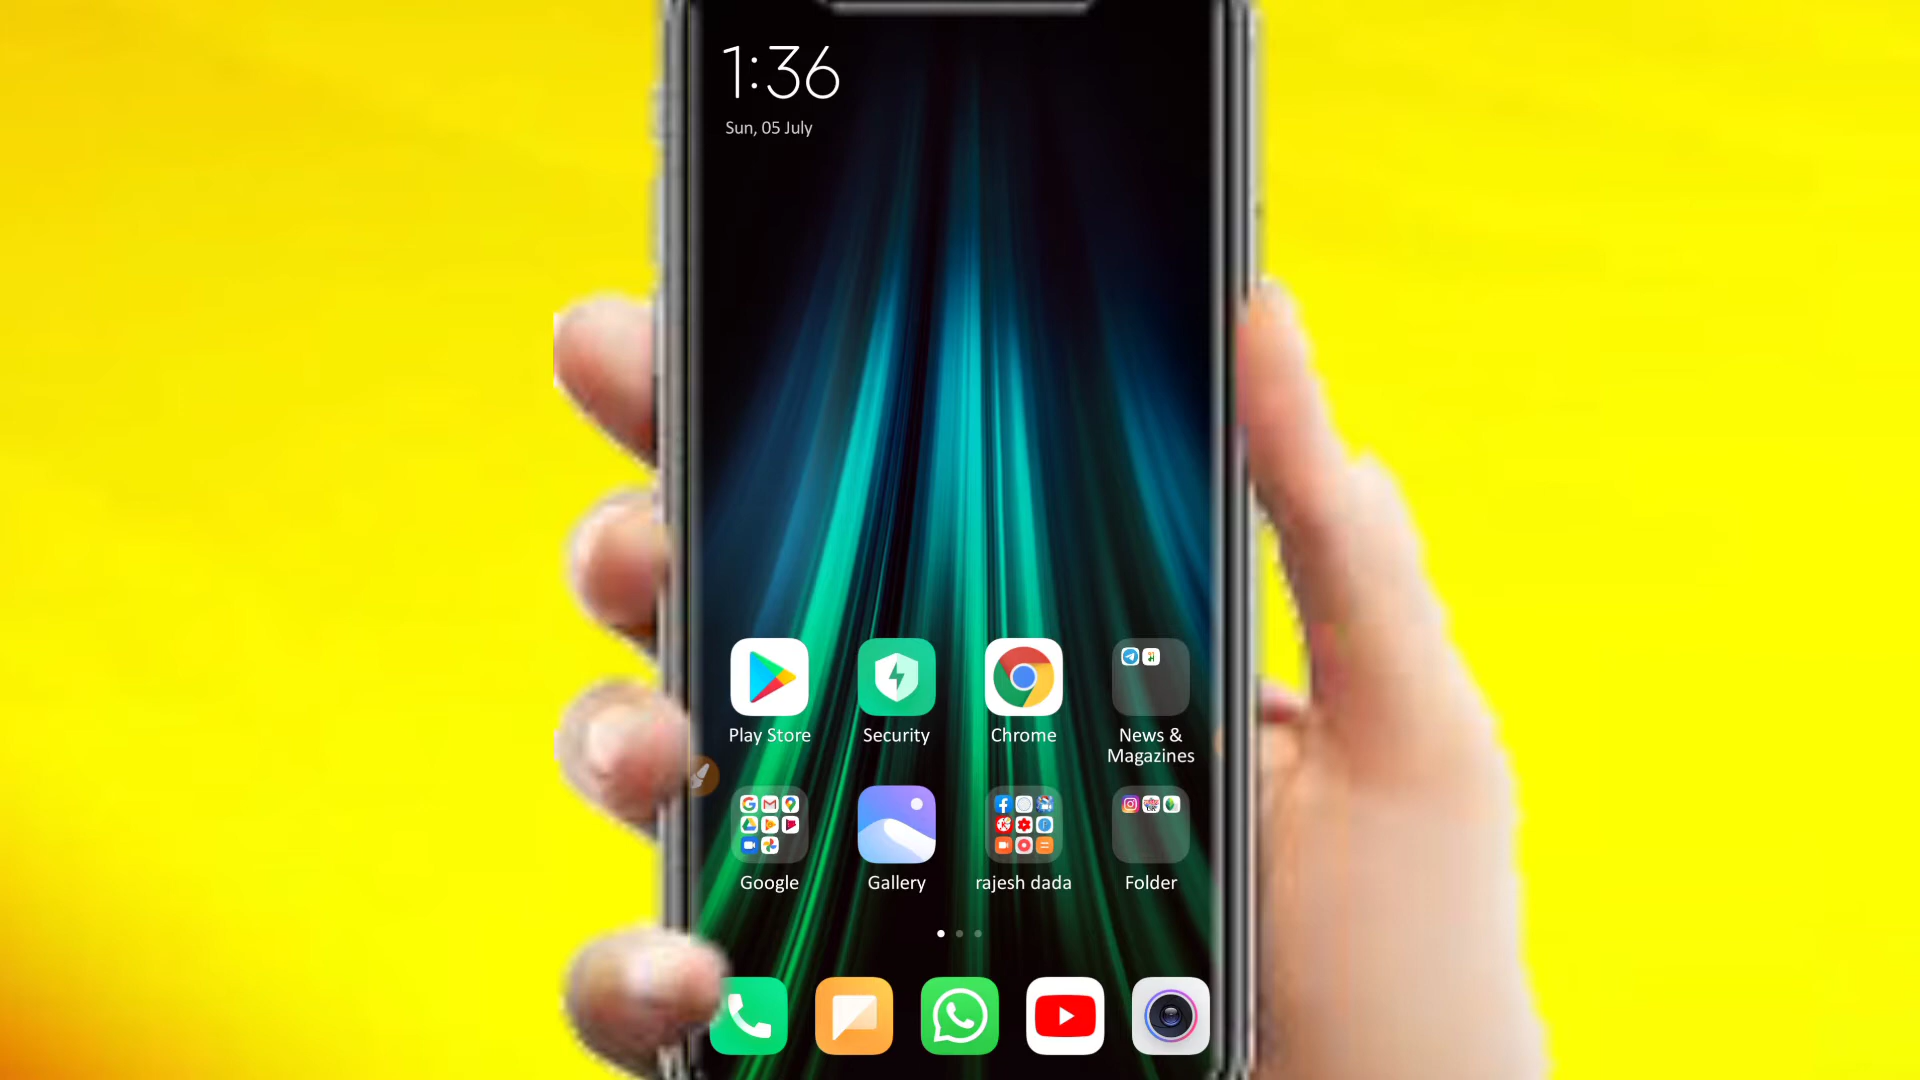 1:36
Sun, 05 July
Play Store
Security
Chrome
News &
Magazines
Google
Gallery
rajesh dada
Folder